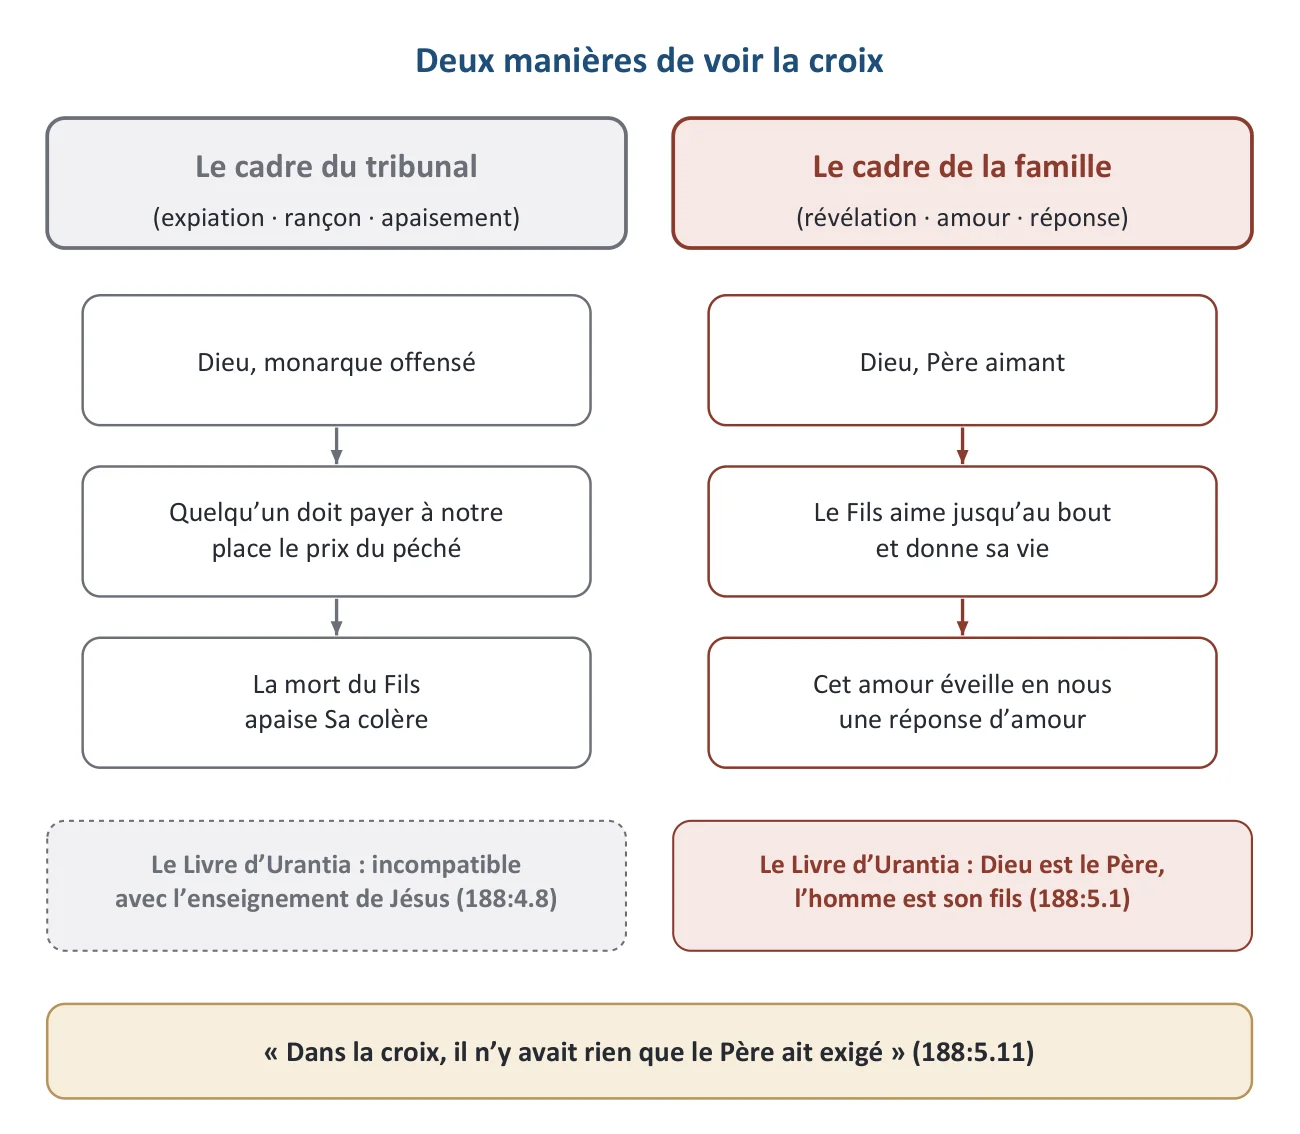 Deux manières de voir la croix
Le cadre du tribunal
(expiation · rançon · apaisement)
Dieu, monarque offensé
Quelqu’un doit payer à notre
place le prix du péché
La mort du Fils
apaise Sa colère
Le Livre d’Urantia : incompatible
avec l’enseignement de Jésus (188:4.8)
Le cadre de la famille
(révélation · amour · réponse)
Dieu, Père aimant
Le Fils aime jusqu’au bout
et donne sa vie
Cet amour éveille en nous
une réponse d’amour
Le Livre d’Urantia : Dieu est le Père,
l’homme est son fils (188:5.1)
« Dans la croix, il n’y avait rien que le Père ait exigé » (188:5.11)